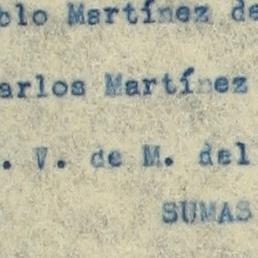 blo Martínez de
arlos Martínez
. V. de M. del
SUMAS